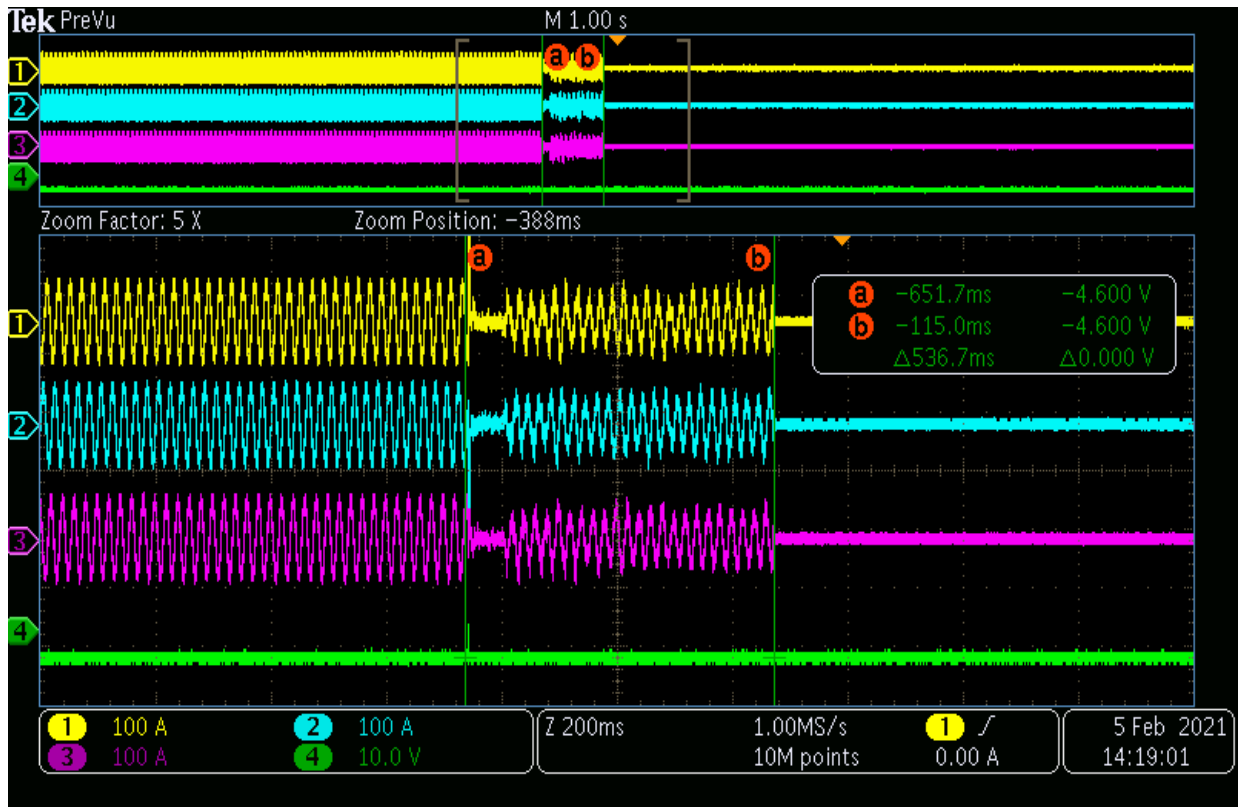 Tek PreVu M 1.00 s
a b
1
2
3
4
Zoom Factor: 5 X Zoom Position: −388ms
a b
a −651.7ms −4.600 V
b −115.0ms −4.600 V
△536.7ms △0.000 V
1
2
3
4
1 100 A 2 100 A Z 200ms 1.00MS/s 1 5 Feb 2021
3 100 A 4 10.0 V 10M points 0.00 A 14:19:01